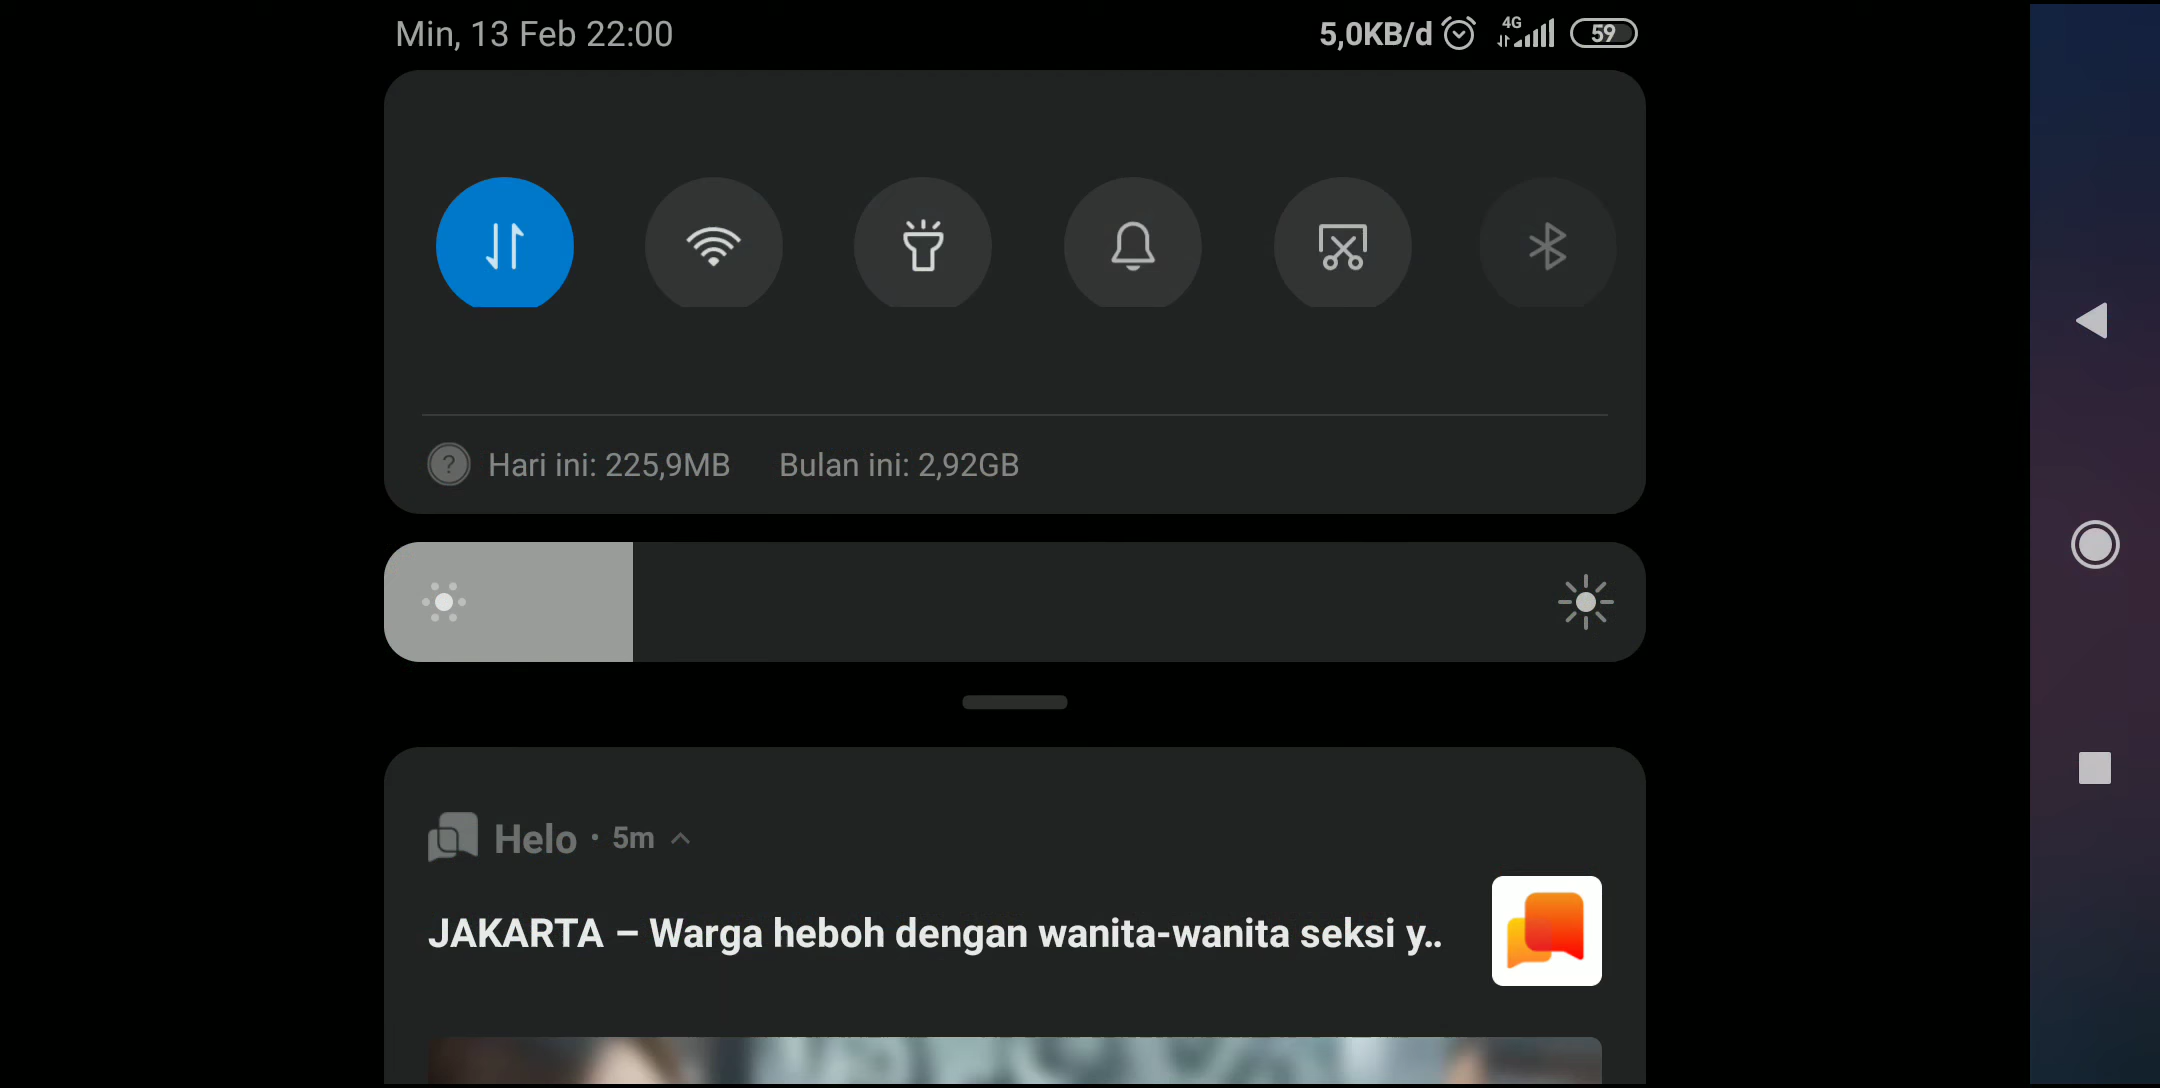 Min, 13 Feb 22:00
5,0KB/d 4G 59
? Hari ini: 225,9MB Bulan ini: 2,92GB
Helo · 5m
JAKARTA – Warga heboh dengan wanita-wanita seksi y..